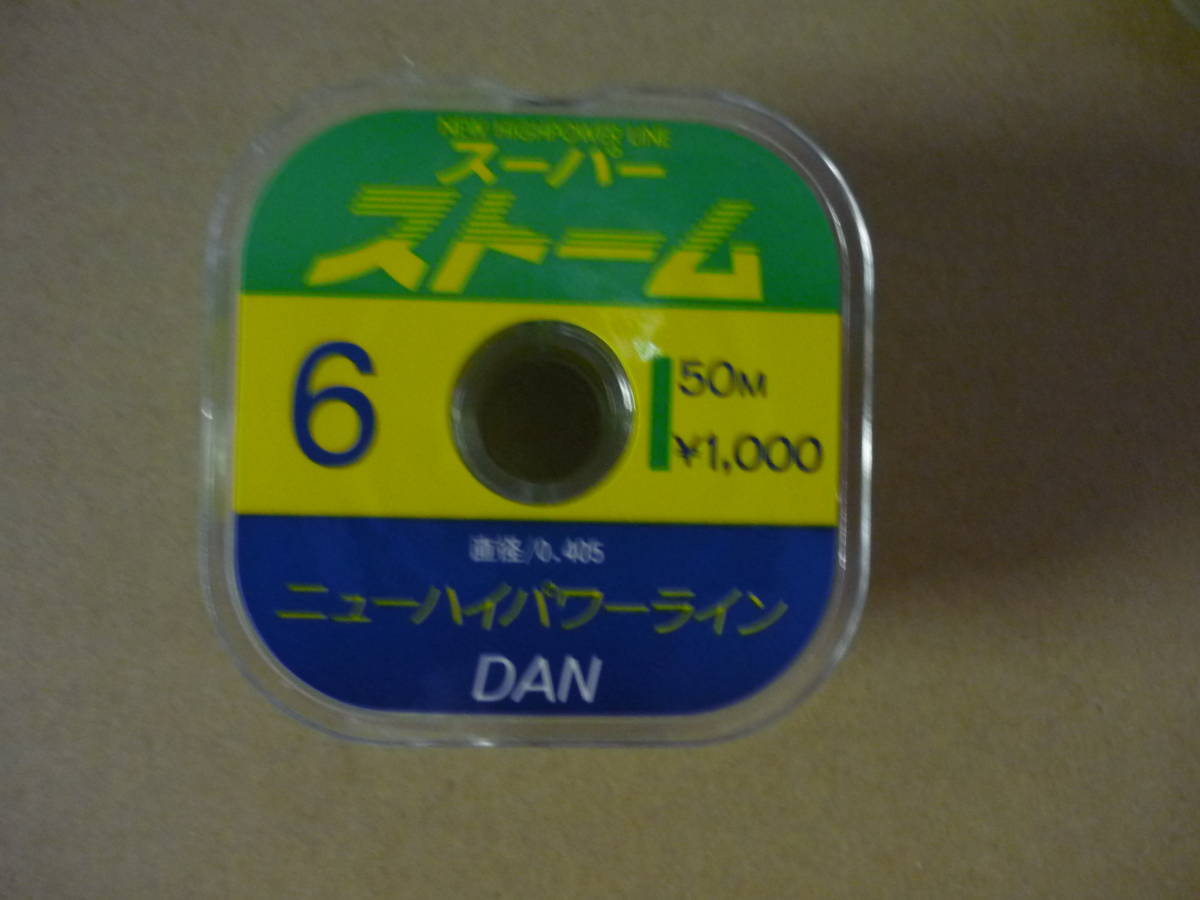 NEW HIGHPOWER LINE
スーパー
ストーム
6
50M
¥1,000
直径/0.405
ニューハイパワーライン
DAN